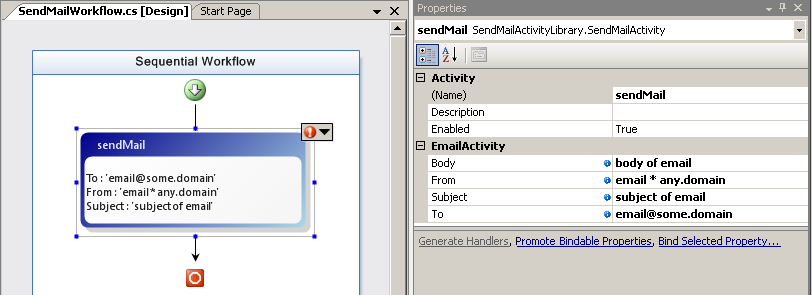 SendMailWorkflow.cs [Design] Start Page
Sequential Workflow
sendMail
To : 'email@some.domain'
From : 'email* any.domain'
Subject : 'subject of email'
Properties
sendMail SendMailActivityLibrary.SendMailActivity
Activity
(Name) sendMail
Description
Enabled True
EmailActivity
Body body of email
From email * any.domain
Subject subject of email
To email@some.domain
Generate Handlers, Promote Bindable Properties, Bind Selected Property...